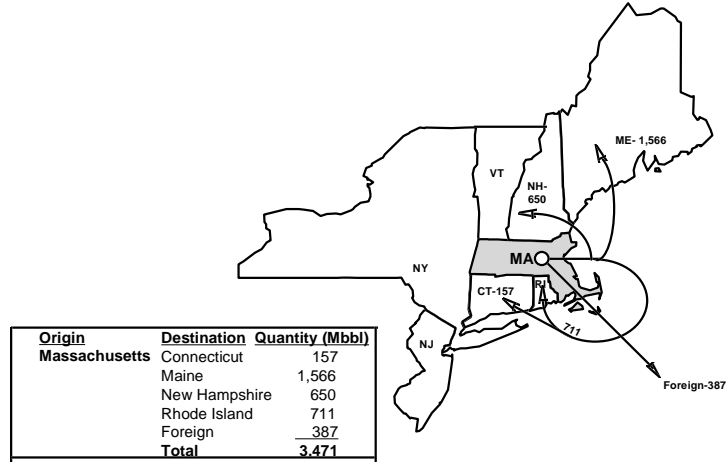 ME- 1,566
VT
NH-
650
MA
NY
CT-157
RI
711
NJ
Foreign-387
Origin Destination Quantity (Mbbl)
Massachusetts Connecticut 157
Maine 1,566
New Hampshire 650
Rhode Island 711
Foreign 387
Total 3,471